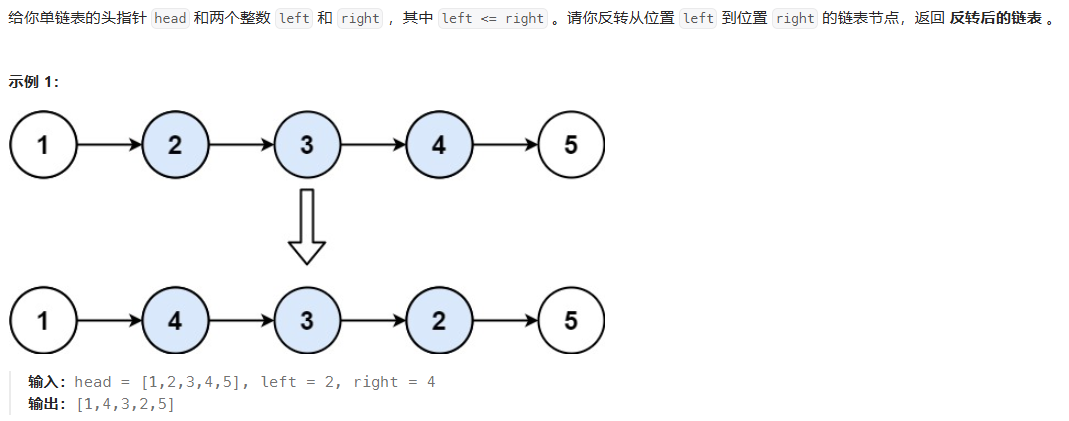 给你单链表的头指针 head 和两个整数 left 和 right ，其中 left <= right 。请你反转从位置 left 到位置 right 的链表节点，返回 反转后的链表 。
示例 1：
1 2 3 4 5
1 4 3 2 5
输入：head = [1,2,3,4,5], left = 2, right = 4
输出：[1,4,3,2,5]